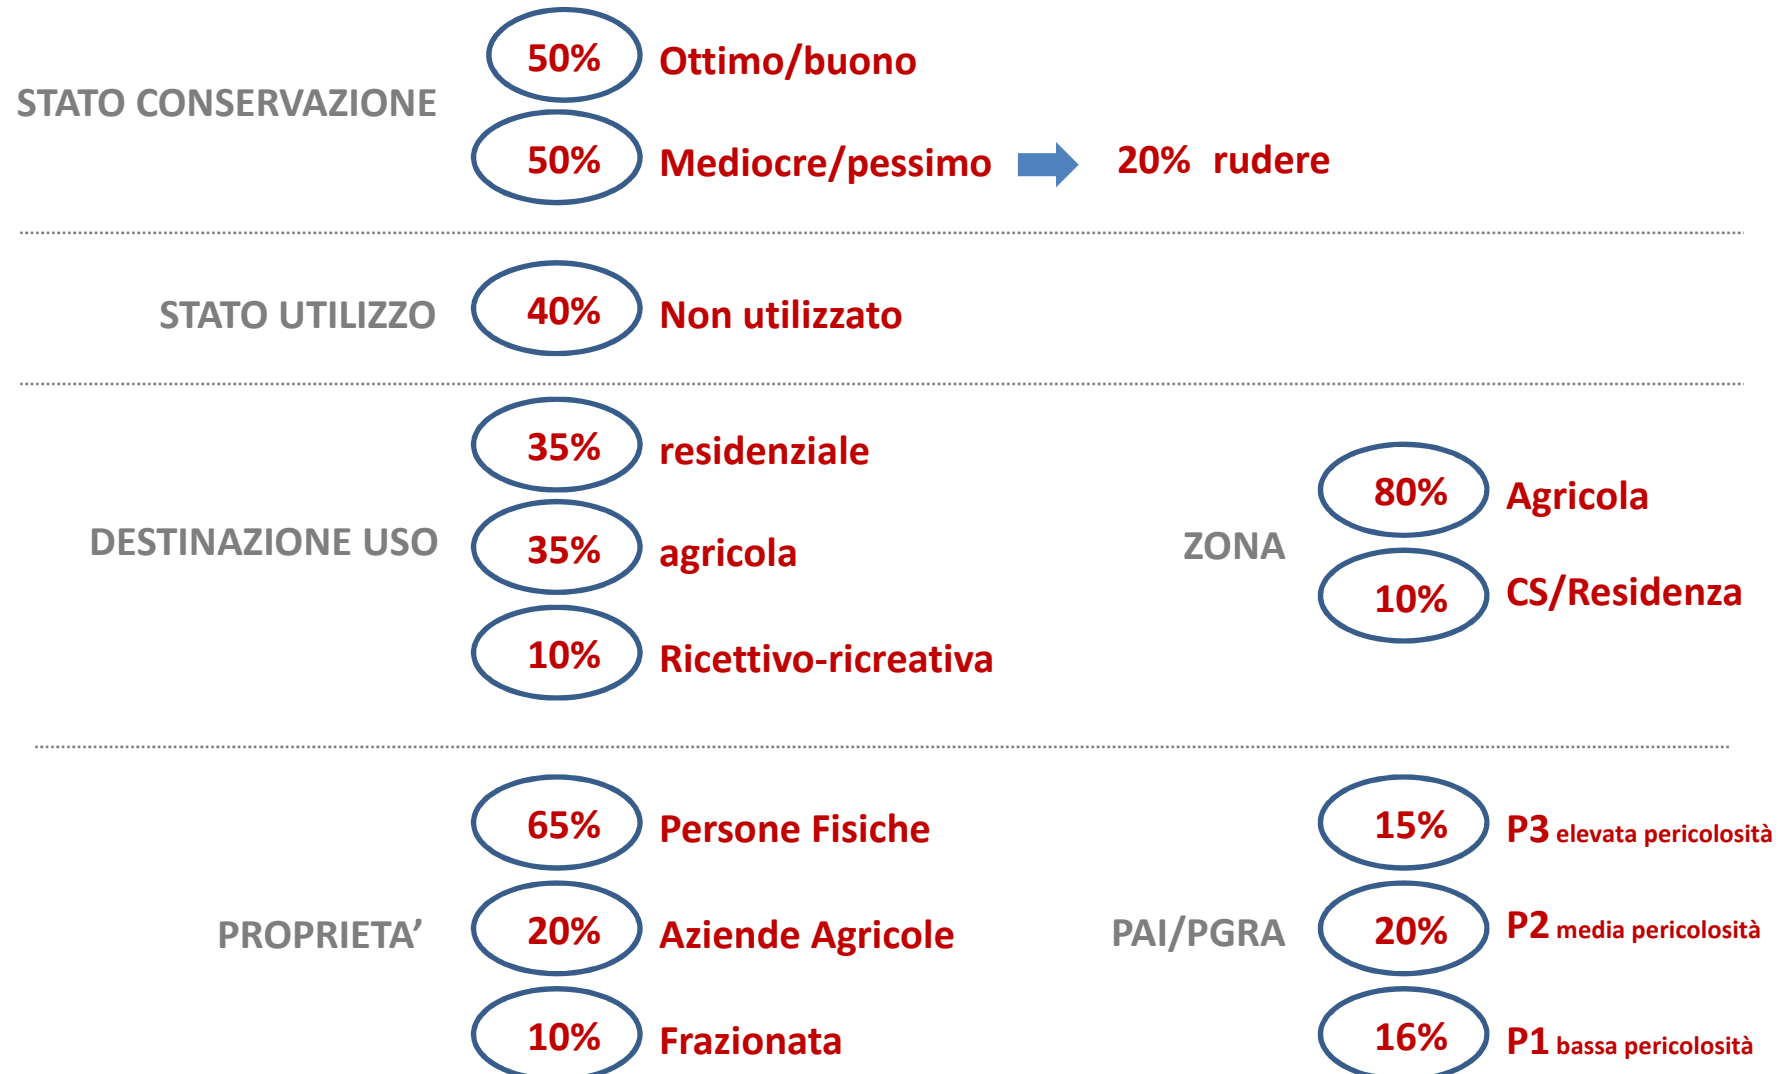 STATO CONSERVAZIONE
50% Ottimo/buono
50% Mediocre/pessimo 20% rudere
STATO UTILIZZO
40% Non utilizzato
DESTINAZIONE USO
35% residenziale
35% agricola
10% Ricettivo-ricreativa
ZONA
80% Agricola
10% CS/Residenza
PROPRIETA’
65% Persone Fisiche
20% Aziende Agricole
10% Frazionata
PAI/PGRA
15% P3 elevata pericolosità
20% P2 media pericolosità
16% P1 bassa pericolosità